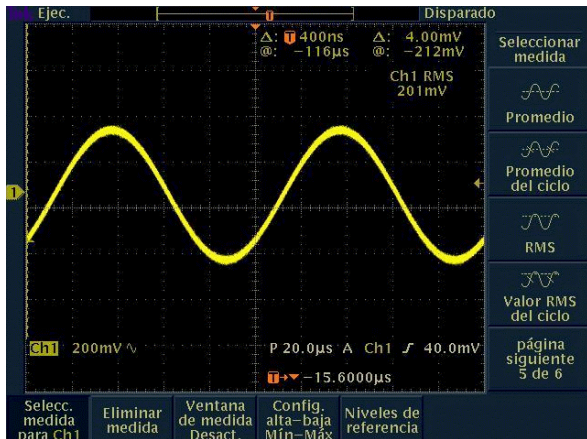 Ejec.
Disparado
Δ: T 400ns
Δ: 4.00mV
@: -116µs
@: -212mV
Ch1 RMS
201mV
1
Ch1 200mV∿
P 20.0µs A Ch1 ƒ 40.0mV
T→▼ -15.6000µs
Seleccionar
medida
Promedio
Promedio
del ciclo
RMS
Valor RMS
del ciclo
página
siguiente
5 de 6
Selecc.
medida
para Ch1
Eliminar
medida
Ventana
de medida
Desact.
Config.
alta-baja
Mín-Máx
Niveles de
referencia